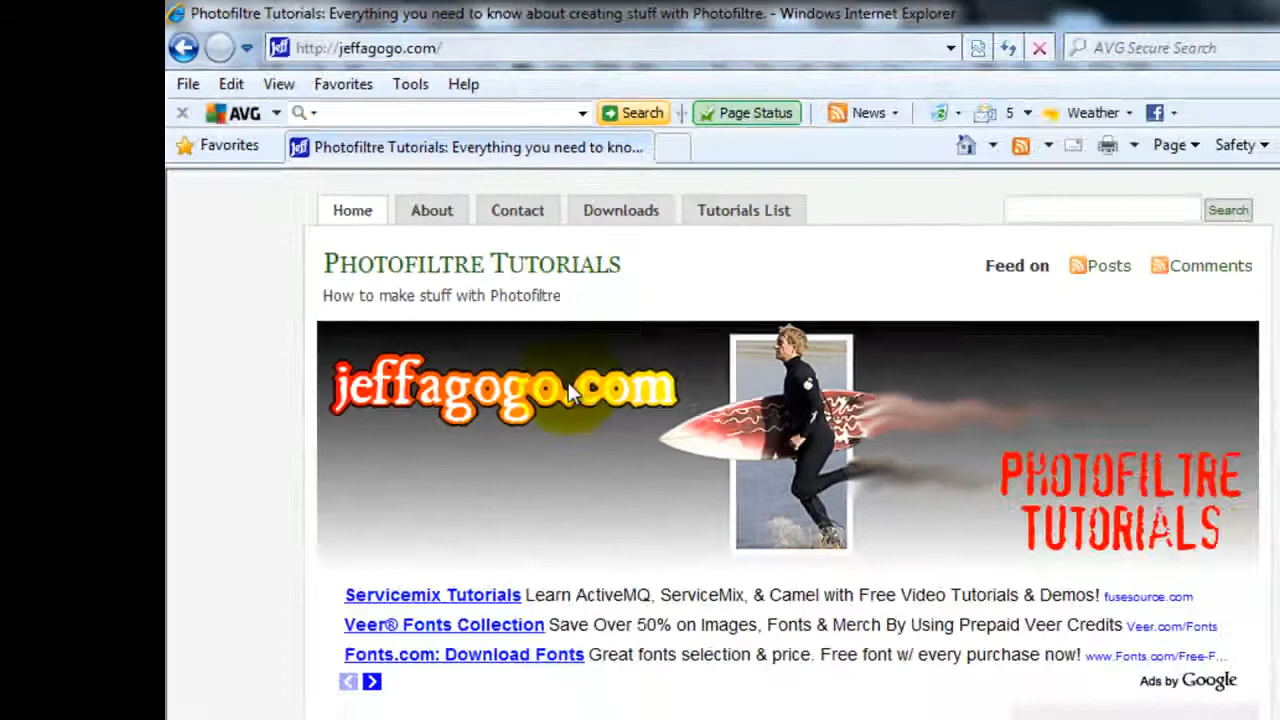 Photofiltre Tutorials: Everything you need to know about creating stuff with Photofiltre. - Windows Internet Explorer
Jeff http://jeffagogo.com/ AVG Secure Search
File Edit View Favorites Tools Help
AVG Search Page Status News 5 Weather f
Favorites Jeff Photofiltre Tutorials: Everything you need to kno... Page Safety
Home About Contact Downloads Tutorials List Search
PHOTOFILTRE TUTORIALS Feed on Posts Comments
How to make stuff with Photofiltre
jeffagogo.com
PHOTOFILTRE
TUTORIALS
Servicemix Tutorials Learn ActiveMQ, ServiceMix, & Camel with Free Video Tutorials & Demos! fusesource.com
Veer® Fonts Collection Save Over 50% on Images, Fonts & Merch By Using Prepaid Veer Credits Veer.com/Fonts
Fonts.com: Download Fonts Great fonts selection & price. Free font w/ every purchase now! www.Fonts.com/Free-F...
Ads by Google